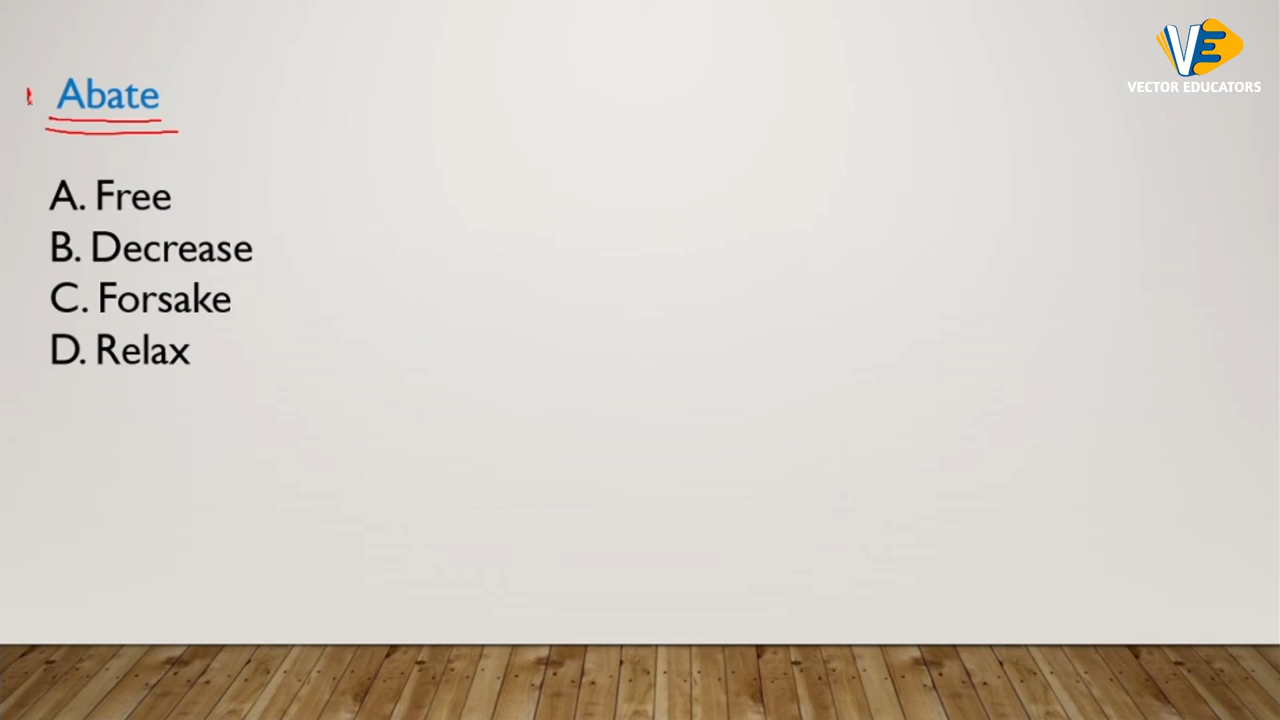 VE
VECTOR EDUCATORS
Abate
A. Free
B. Decrease
C. Forsake
D. Relax